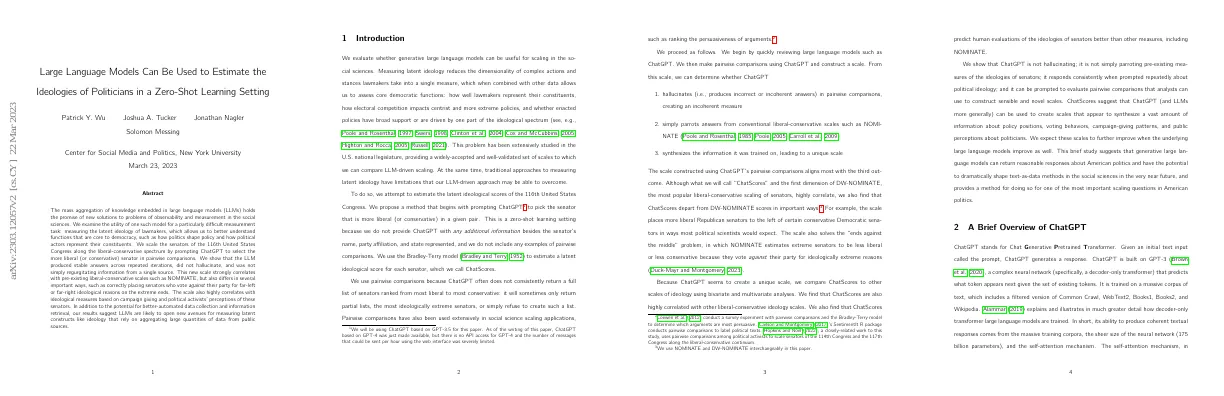 arXiv:2303.12057v2 [cs.CY] 22 Mar 2023
Large Language Models Can Be Used to Estimate the
Ideologies of Politicians in a Zero-Shot Learning Setting
Patrick Y. Wu Joshua A. Tucker Jonathan Nagler
Solomon Messing
Center for Social Media and Politics, New York University
March 23, 2023
Abstract
The mass aggregation of knowledge embedded in large language models (LLMs) holds
the promise of new solutions to problems of observability and measurement in the social
sciences. We examine the utility of one such model for a particularly difficult measurement
task: measuring the latent ideology of lawmakers, which allows us to better understand
functions that are core to democracy, such as how politics shape policy and how political
actors represent their constituents. We scale the senators of the 116th United States
Congress along the liberal-conservative spectrum by prompting ChatGPT to select the
more liberal (or conservative) senator in pairwise comparisons. We show that the LLM
produced stable answers across repeated iterations, did not hallucinate, and was not
simply regurgitating information from a single source. This new scale strongly correlates
with pre-existing liberal-conservative scales such as NOMINATE, but also differs in several
important ways, such as correctly placing senators who vote against their party for far-left
or far-right ideological reasons on the extreme ends. The scale also highly correlates with
ideological measures based on campaign giving and political activists' perceptions of these
senators. In addition to the potential for better-automated data collection and information
retrieval, our results suggest LLMs are likely to open new avenues for measuring latent
constructs like ideology that rely on aggregating large quantities of data from public
sources.
1
1 Introduction
We evaluate whether generative large language models can be useful for scaling in the so-
cial sciences. Measuring latent ideology reduces the dimensionality of complex actions and
stances lawmakers take into a single measure, which when combined with other data allows
us to assess core democratic functions: e.g. how well lawmakers represent their constituents,
how electoral competition impacts centrist and more extreme policies, and whether enacted
policies have broad support or are driven by one part of the ideological spectrum (see, e.g.,
Poole and Rosenthal, 1997; Saeki, 1998; Clinton et al., 2004; Cox and McCubbins, 2005;
Highton and Rocca, 2005; Russell, 2021). This problem has been extensively studied in the
U.S. national legislature, providing a widely-accepted and well-validated set of scales to which
we can compare LLM-driven scaling. At the same time, traditional approaches to measuring
latent ideology have limitations that our LLM-driven approach may be able to overcome.
To do so, we attempt to estimate the latent ideological scores of the 116th United States
Congress. We propose a method that begins with prompting ChatGPT to pick the senator
that is more liberal (or conservative) in a given pair. This is a zero-shot learning setting
because we do not provide ChatGPT with any additional information besides the senator's
name, party affiliation, and state represented, and we do not include any examples of pairwise
comparisons. We use the Bradley-Terry model (Bradley and Terry, 1952) to estimate a latent
ideological score for each senator, which we call ChatScores.
We use pairwise comparisons because ChatGPT often does not consistently return a full
list of senators ranked from most liberal to most conservative: it will sometimes only return
partial lists, the most ideologically extreme senators, or simply refuse to create such a list.
Pairwise comparisons have also proven to be useful in social science scaling applications,
We will be using ChatGPT based on GPT-3.5 for this paper. As of the writing of this paper, ChatGPT
based on GPT-4 was just made available, but there is no API access for GPT-4 and the number of messages
that could be sent per hour using the web interface was severely limited.
2
such as ranking the persuasiveness of arguments.
We proceed as follows. We begin by quickly reviewing large language models such as
ChatGPT. We then make pairwise comparisons using ChatGPT and construct a scale. From
this scale, we can determine whether ChatGPT
1. hallucinates (i.e., produces incorrect or incoherent answers) in pairwise comparisons,
creating an incoherent measure
2. simply parrots answers from conventional liberal-conservative scales such as NOMI-
NATE (Poole and Rosenthal, 1985; Poole, 2005; Carroll et al., 2009)
3. synthesizes the information it was trained on, leading to a unique scale
The scale constructed using ChatGPT's pairwise comparisons aligns most with the third out-
come. Although what we will call "ChatScores" and the first dimension of DW-NOMINATE,
the most popular liberal-conservative scaling of senators, highly correlate, we also find that
ChatScores depart from DW-NOMINATE scores in important ways. For example, the scale
places more liberal Republican senators to the left of certain conservative Democratic sena-
tors in ways most political scientists would expect. The scale also solves the "ends against
the middle" problem, in which NOMINATE estimates extreme senators to be less liberal
or less conservative because they vote against their party for ideologically extreme reasons
(Duck-Mayr and Montgomery, 2023).
Because ChatGPT seems to create a unique scale, we compare ChatScores to other
scales of ideology using bivariate and multivariate analyses. We find that ChatScores are also
highly correlated with other liberal-conservative ideology scales. We also find that ChatScores
conduct a survey experiment with pairwise comparisons and the Bradley-Terry model
to determine which arguments are most persuasive. Carlson and Montgomery (2017)'s SentimentIt R package
conducts pairwise comparisons to label political texts. Hopkins and Noel (2022), a closely-related work to this
study, uses pairwise comparisons among political activists to scale senators of the 114th Congress and the 117th
Congress along the liberal-conservative continuum.
We use NOMINATE and DW-NOMINATE interchangeably in this paper.
3
predict human evaluations of the ideologies of senators better than other measures, including
NOMINATE.
We show that ChatGPT is not hallucinating; it is not simply parroting pre-existing mea-
sures of the ideologies of senators; it responds consistently when prompted repeatedly about
political ideology; and it can be prompted to evaluate pairwise comparisons that analysts can
use to construct sensible and novel scales. ChatScores suggest that ChatGPT (and LLMs
more generally) can be used to create scales that appear to synthesize a vast amount of
information about policy positions, voting behaviors, campaign-giving patterns, and public
perceptions about politicians. We expect these scales to further improve when the underlying
large language models improve as well. This brief study suggests that generative large lan-
guage models can return reasonable responses about American politics and have the potential
to dramatically shape text-as-data methods in the social sciences in the very near future, and
provides a method for doing so for one of the most important scaling questions in American
politics.
2 A Brief Overview of ChatGPT
ChatGPT stands for Chat Generative Pretrained Transformer. Given an initial text input
called the prompt, ChatGPT generates a response. ChatGPT is built on GPT-3 (Brown
et al., 2020), a complex neural network (specifically, a decoder-only transformer) that predicts
what token appears next given the set of existing tokens. It is trained on a massive corpus of
text, which includes a filtered version of Common Crawl, WebText2, Books1, Books2, and
Wikipedia. Alammar (2019) explains and illustrates in much greater detail how decoder-only
transformer large language models are trained. In short, its ability to produce coherent textual
responses comes from the masses training corpus, the sheer size of the neural network (175
billion parameters), and the self-attention mechanism. The self-attention mechanism, in
4